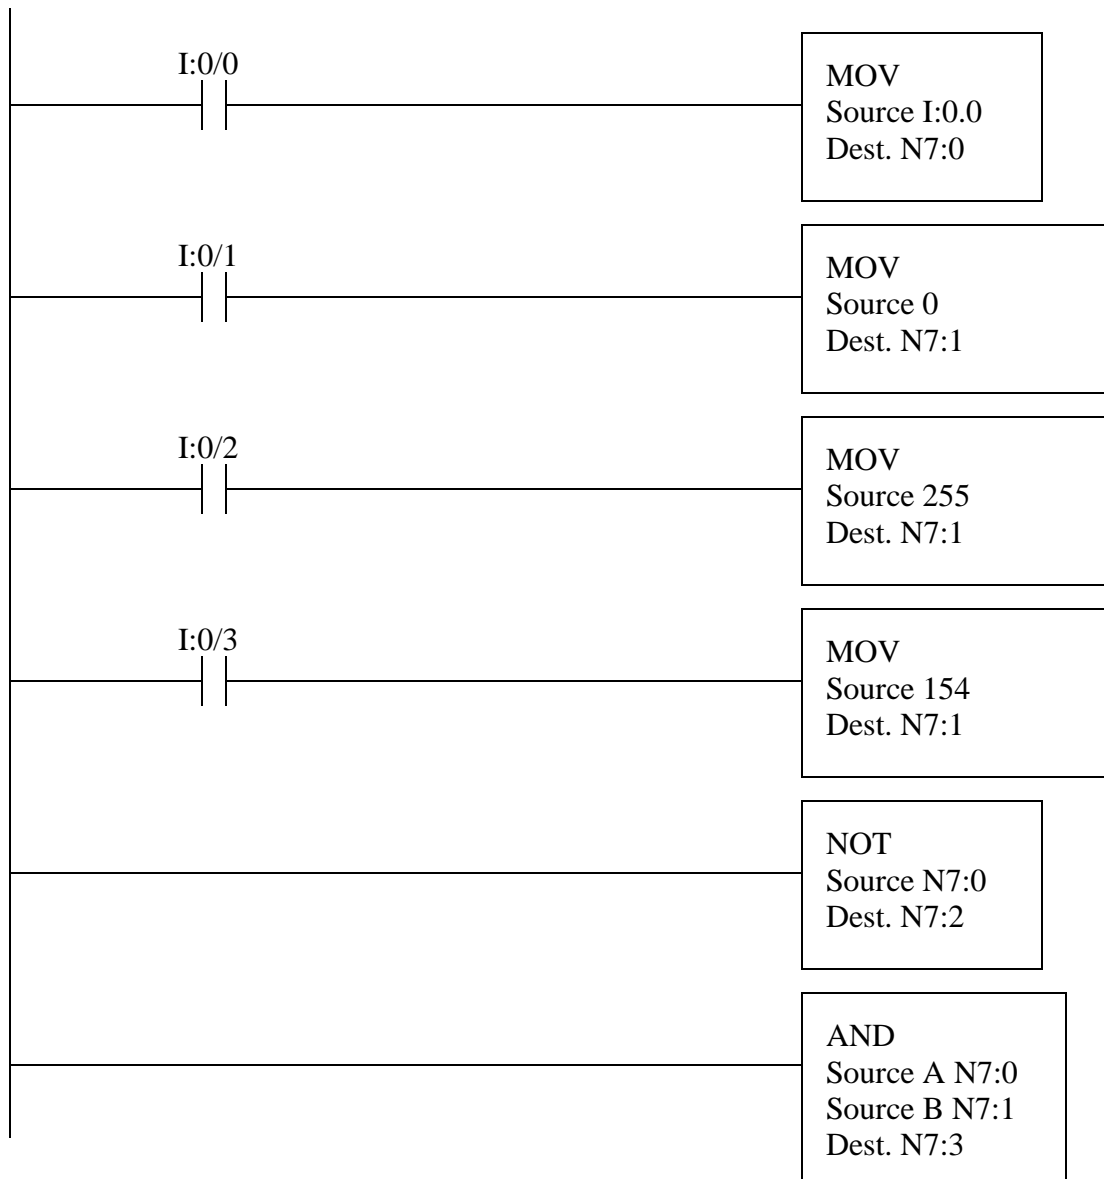 I:0/0
MOV
Source I:0.0
Dest. N7:0
I:0/1
MOV
Source 0
Dest. N7:1
I:0/2
MOV
Source 255
Dest. N7:1
I:0/3
MOV
Source 154
Dest. N7:1
NOT
Source N7:0
Dest. N7:2
AND
Source A N7:0
Source B N7:1
Dest. N7:3